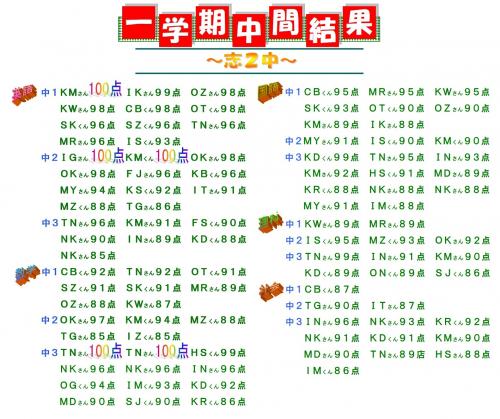 一学期中間結果
～志2中～
英語
中1 KMさん100点 IKさん99点 OZさん98点
KWさん98点 CBくん98点 OTくん98点
SKくん96点 SZくん96点 TNさん96点
MRさん96点 ISくん93点
中2 IGさん100点 KMくん100点 OKさん98点
OKくん98点 FJさん96点 KBくん96点
MYさん94点 KSくん92点 ITさん91点
MZくん88点 TGさん86点
中3 TNさん96点 KMさん91点 FSくん90点
NKさん90点 INさん89点 KDくん88点
NKくん85点
数学
中1 CBくん92点 TNさん92点 OTくん91点
SZくん91点 SKくん91点 MRさん89点
OZさん88点 KWさん87点
中2 OKくん97点 KMくん94点 MZくん88点
TGさん85点 IZくん85点
中3 TNさん100点 TNさん100点 HSくん99点
NKさん96点 NKくん96点 INさん96点
OGくん94点 IMくん93点 KDくん92点
MDさん90点 SJくん90点 KRくん86点
国語
中1 CBくん95点 MRさん95点 KWさん95点
SKくん93点 OTくん90点 OZさん90点
KMさん89点 IKさん88点
中2 MYさん91点 ISさん90点 KMくん90点
中3 KDくん99点 TNさん95点 INさん93点
KMさん92点 HSくん91点 MDさん89点
KRくん88点 NKくん88点 NKさん88点
MYさん91点 IMくん88点
理科
中1 KWさん89点 MRさん89点
中2 ISくん95点 MZくん93点 OKさん92点
中3 TNさん91点 INさん91点 KMさん90点
KDくん89点 ONくん89点 SJくん86点
社会
中1 CBくん87点
中2 TGさん90点 ITさん87点
中3 INさん96点 NKさん93点 KRくん92点
NKくん91点 KDくん91点 MKくん90点
MDさん90点 TNさん89店 HSくん88点
IMくん86点